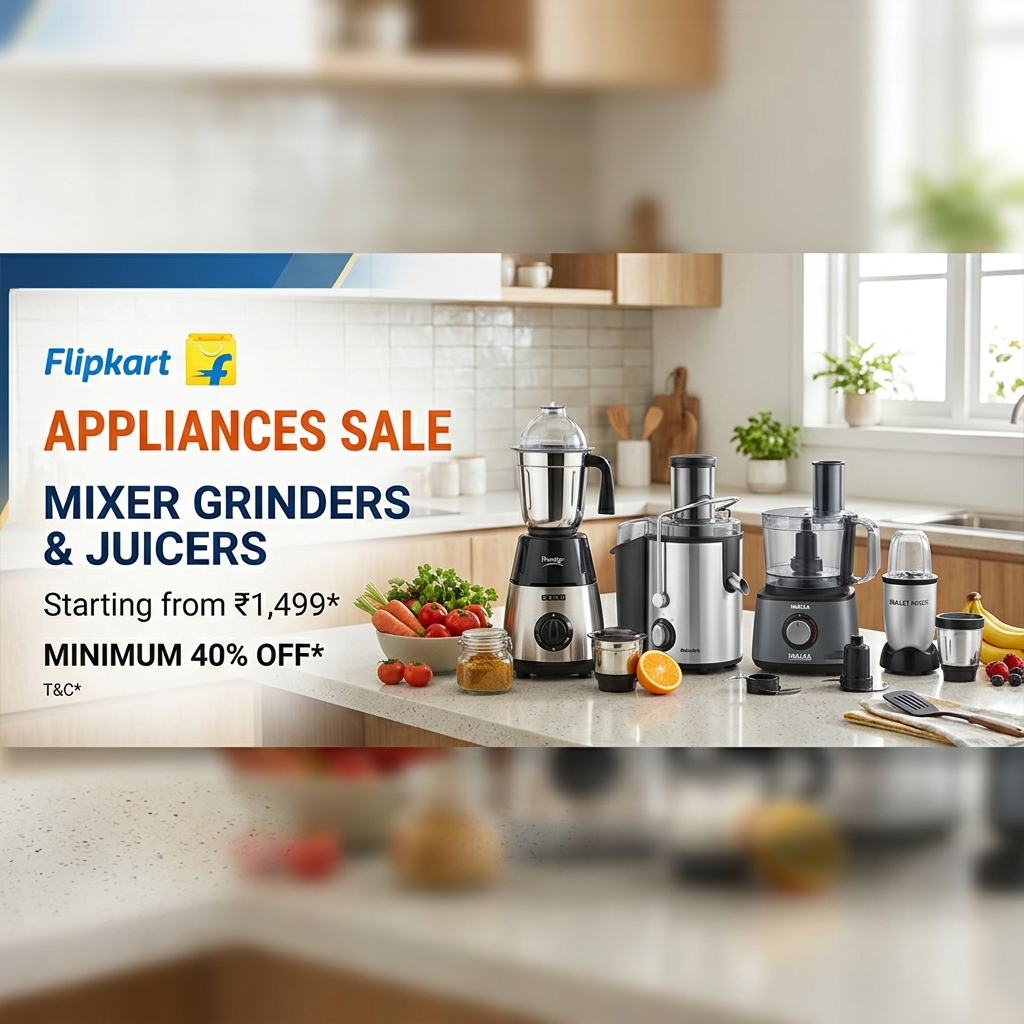 Flipkart
APPLIANCES SALE
MIXER GRINDERS
& JUICERS
Starting from ₹1,499*
MINIMUM 40% OFF*
T&C*